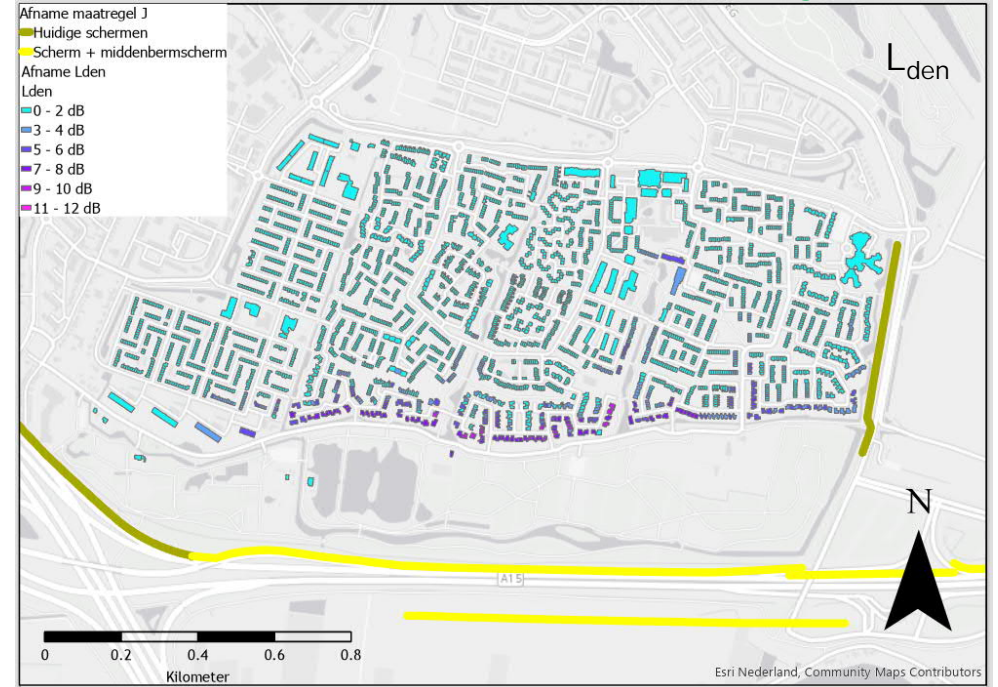 Afname maatregel J
Huidige schermen
Scherm + middenbermscherm
Afname Lden
Lden
0 - 2 dB
3 - 4 dB
5 - 6 dB
7 - 8 dB
9 - 10 dB
11 - 12 dB
Lden
N
A15
0 0.2 0.4 0.6 0.8
Kilometer
Esri Nederland, Community Maps Contributors